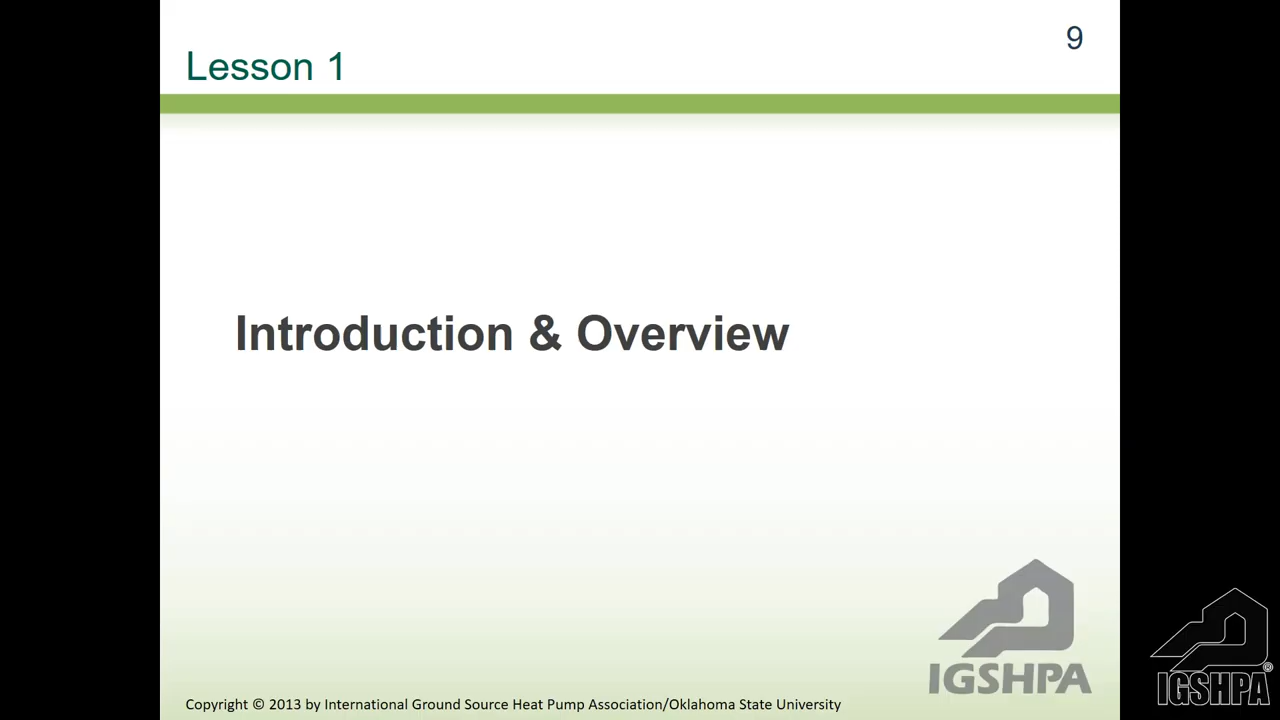 9
Lesson 1
Introduction & Overview
IGSHPA
IGSHPA®
Copyright © 2013 by International Ground Source Heat Pump Association/Oklahoma State University